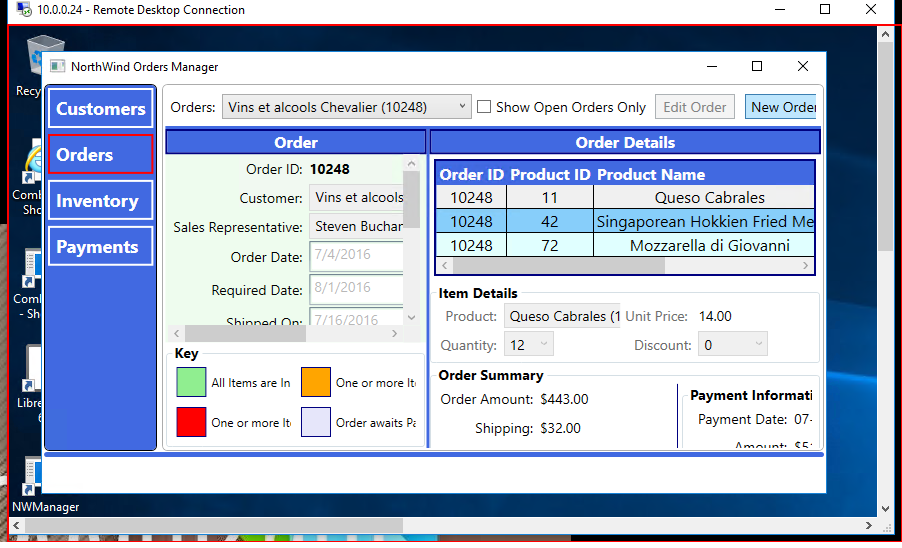 10.0.0.24 - Remote Desktop Connection
NorthWind Orders Manager
Customers
Orders
Inventory
Payments
Orders: Vins et alcools Chevalier (10248) Show Open Orders Only Edit Order New Order
Order
Order ID: 10248
Customer: Vins et alcools
Sales Representative: Steven Buchan
Order Date: 7/4/2016
Required Date: 8/1/2016
Shipped On: 7/16/2016
Key
All Items are In
One or more Ite
One or more Ite
Order awaits Pa
Order Details
Order ID Product ID Product Name
10248 11 Queso Cabrales
10248 42 Singaporean Hokkien Fried Me
10248 72 Mozzarella di Giovanni
Item Details
Product: Queso Cabrales (1 Unit Price: 14.00
Quantity: 12 Discount: 0
Order Summary
Order Amount: $443.00
Shipping: $32.00
Payment Informati
Payment Date: 07-
Amount:
Recy
Comb
Sho
Comb
- Sho
Libre
6
NWManager